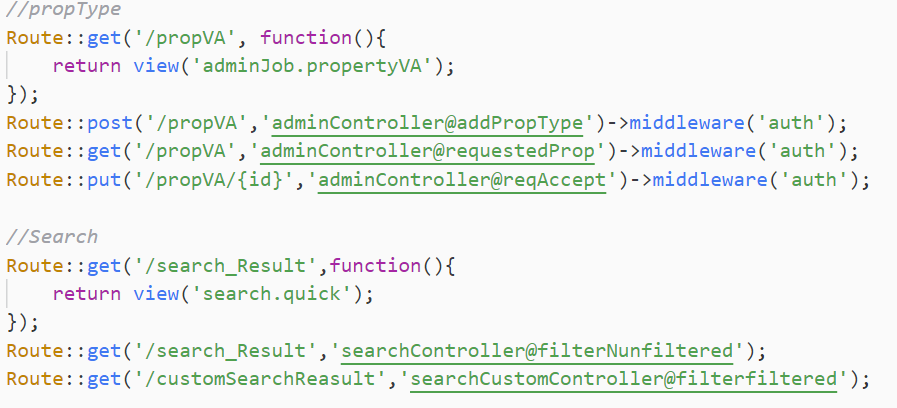 //propType
Route::get('/propVA', function(){
    return view('adminJob.propertyVA');
});
Route::post('/propVA','adminController@addPropType')->middleware('auth');
Route::get('/propVA','adminController@requestedProp')->middleware('auth');
Route::put('/propVA/{id}','adminController@reqAccept')->middleware('auth');

//Search
Route::get('/search_Result',function(){
    return view('search.quick');
});
Route::get('/search_Result','searchController@filterNunfiltered');
Route::get('/customSearchReasult','searchCustomController@filterfiltered');